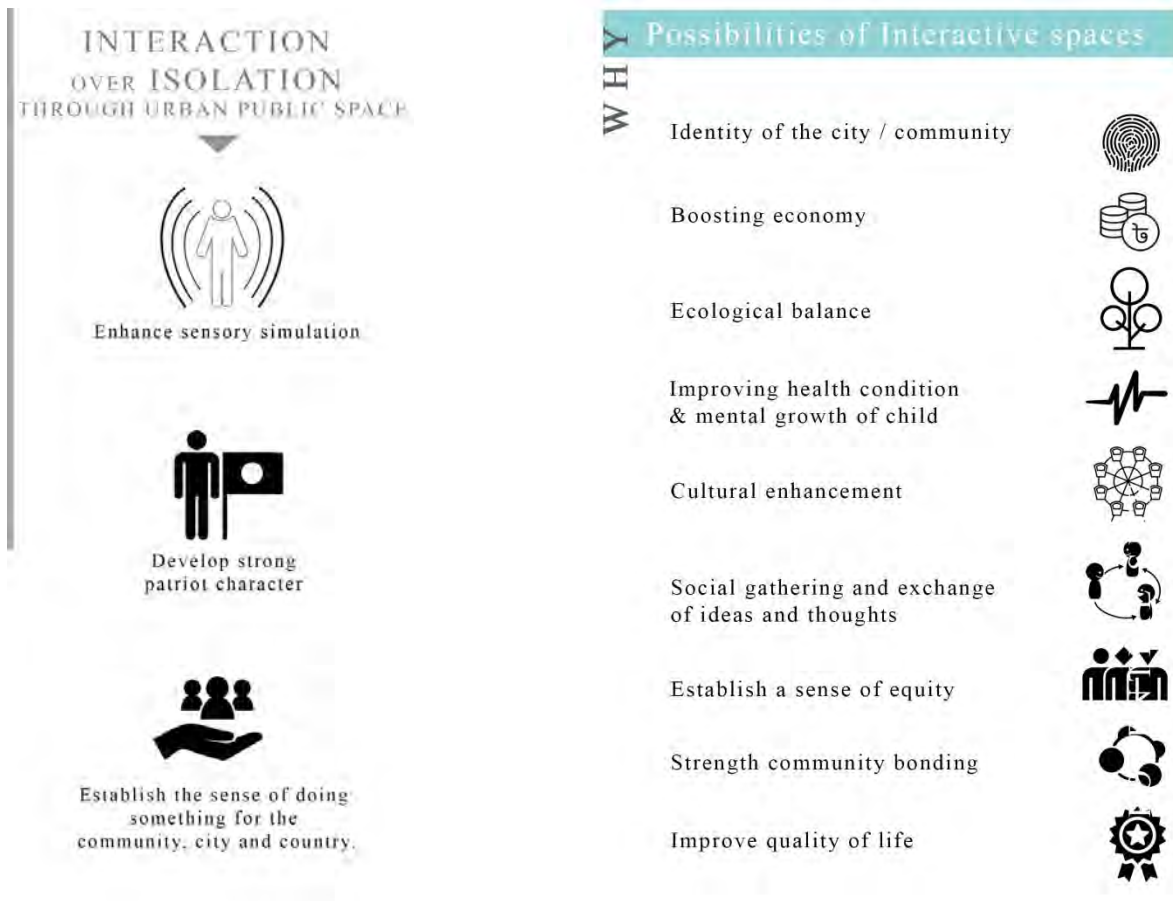 INTERACTION
OVER ISOLATION
THROUGH URBAN PUBLIC SPACE
Enhance sensory simulation
Develop strong
patriot character
Establish the sense of doing
something for the
community, city and country.
WHY
Possibilities of Interactive spaces
Identity of the city / community
Boosting economy
৳
Ecological balance
Improving health condition
& mental growth of child
Cultural enhancement
Social gathering and exchange
of ideas and thoughts
Establish a sense of equity
Strength community bonding
Improve quality of life